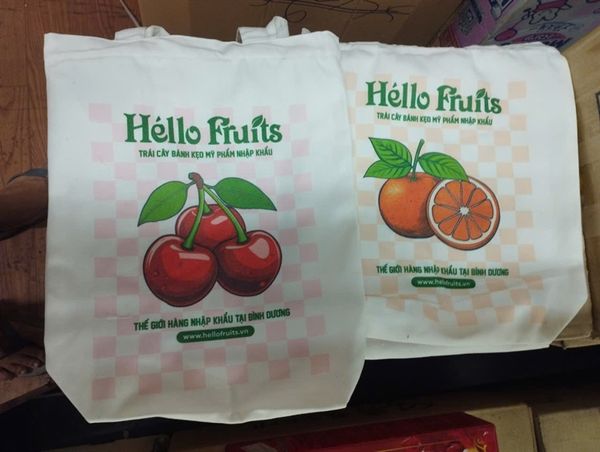 Héllo Fruits
TRÁI CÂY BÁNH KẸO MỸ PHẨM NHẬP KHẨU
THẾ GIỚI HÀNG NHẬP KHẨU TẠI BÌNH DƯƠNG
www.hellofruits.vn
Héllo Fruits
TRÁI CÂY BÁNH KẸO MỸ PHẨM NHẬP KHẨU
THẾ GIỚI HÀNG NHẬP KHẨU TẠI BÌNH DƯƠNG
www.hellofruits.vn